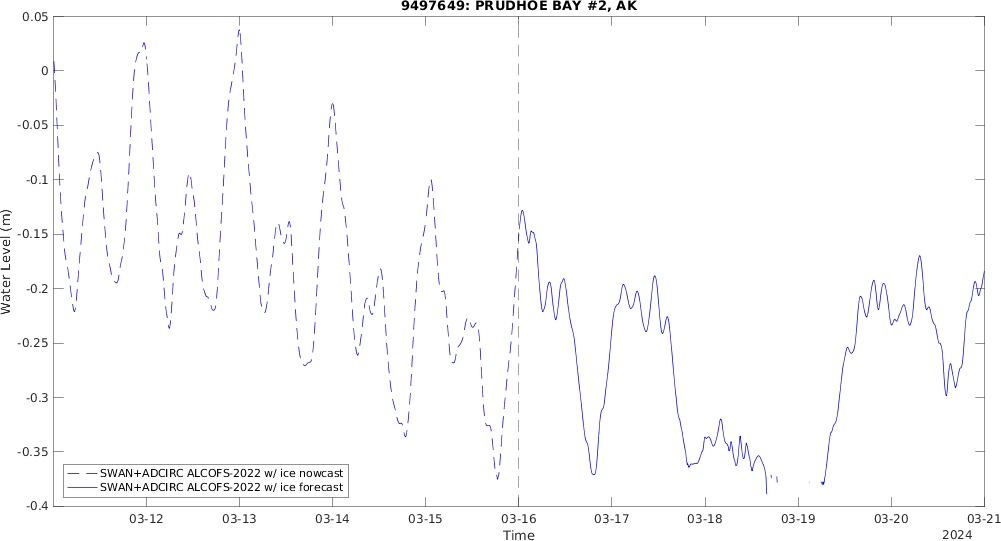 9497649: PRUDHOE BAY #2, AK
0.05
0
-0.05
-0.1
-0.15
-0.2
-0.25
-0.3
-0.35
-0.4
Water Level (m)
SWAN+ADCIRC ALCOFS-2022 w/ ice nowcast
SWAN+ADCIRC ALCOFS-2022 w/ ice forecast
03-12 03-13 03-14 03-15 03-16 03-17 03-18 03-19 03-20 03-21
Time
2024